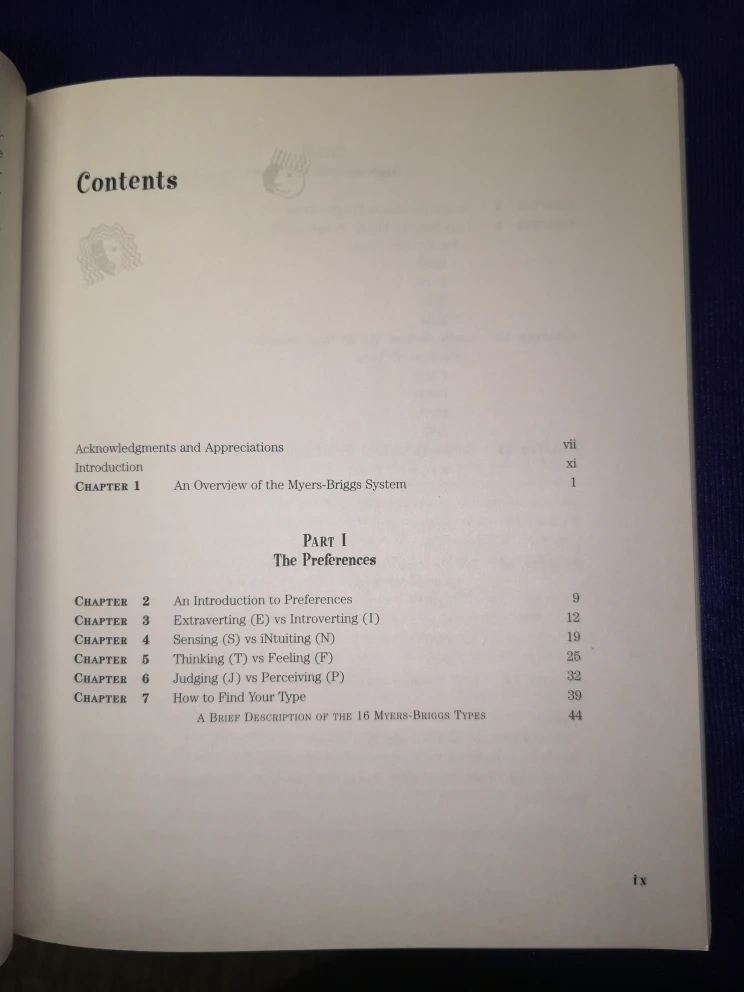 Contents
Acknowledgments and Appreciations vii
Introduction xi
CHAPTER 1 An Overview of the Myers-Briggs System 1
PART I
The Preferences
CHAPTER 2 An Introduction to Preferences 9
CHAPTER 3 Extraverting (E) vs Introverting (I) 12
CHAPTER 4 Sensing (S) vs iNtuiting (N) 19
CHAPTER 5 Thinking (T) vs Feeling (F) 25
CHAPTER 6 Judging (J) vs Perceiving (P) 32
CHAPTER 7 How to Find Your Type 39
A BRIEF DESCRIPTION OF THE 16 MYERS-BRIGGS TYPES 44
ix